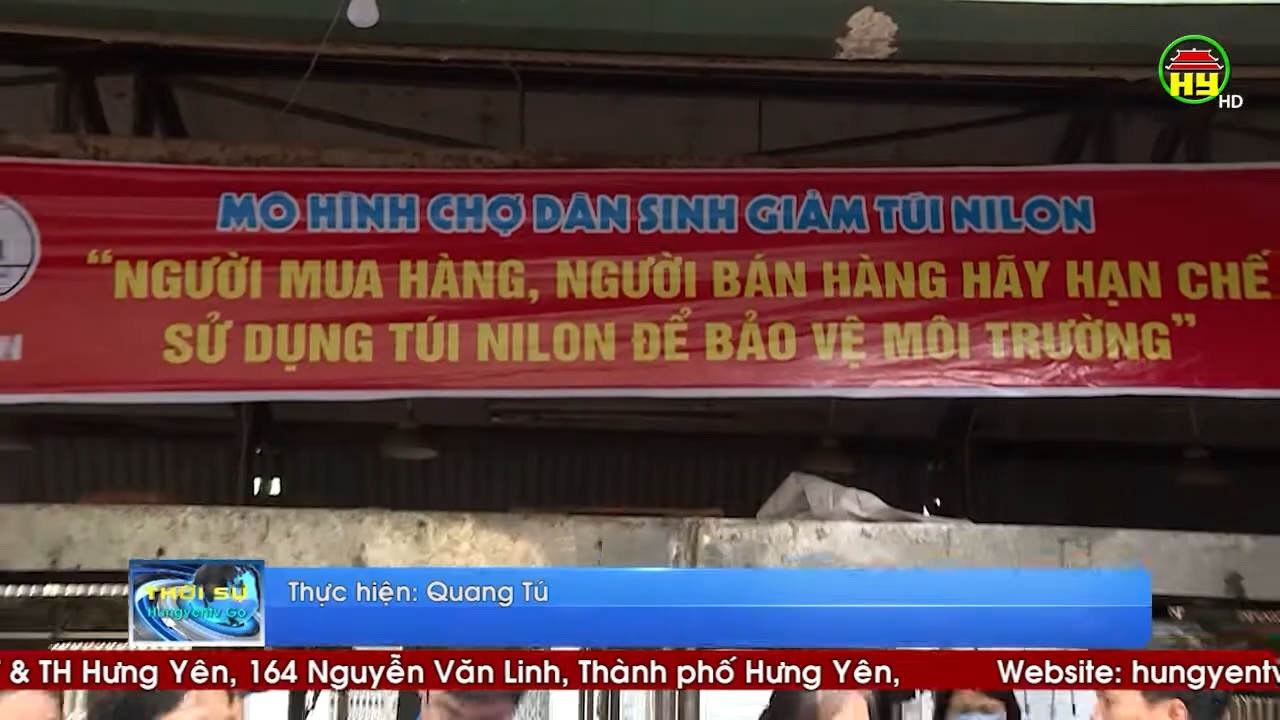 HY
HD
MÔ HÌNH CHỢ DÂN SINH GIẢM TÚI NILON
“NGƯỜI MUA HÀNG, NGƯỜI BÁN HÀNG HÃY HẠN CHẾ
SỬ DỤNG TÚI NILON ĐỂ BẢO VỆ MÔI TRƯỜNG”
THỜI SỰ
Hungyentv Go
Thực hiện: Quang Tú
& TH Hưng Yên, 164 Nguyễn Văn Linh, Thành phố Hưng Yên, Website: hungyentv